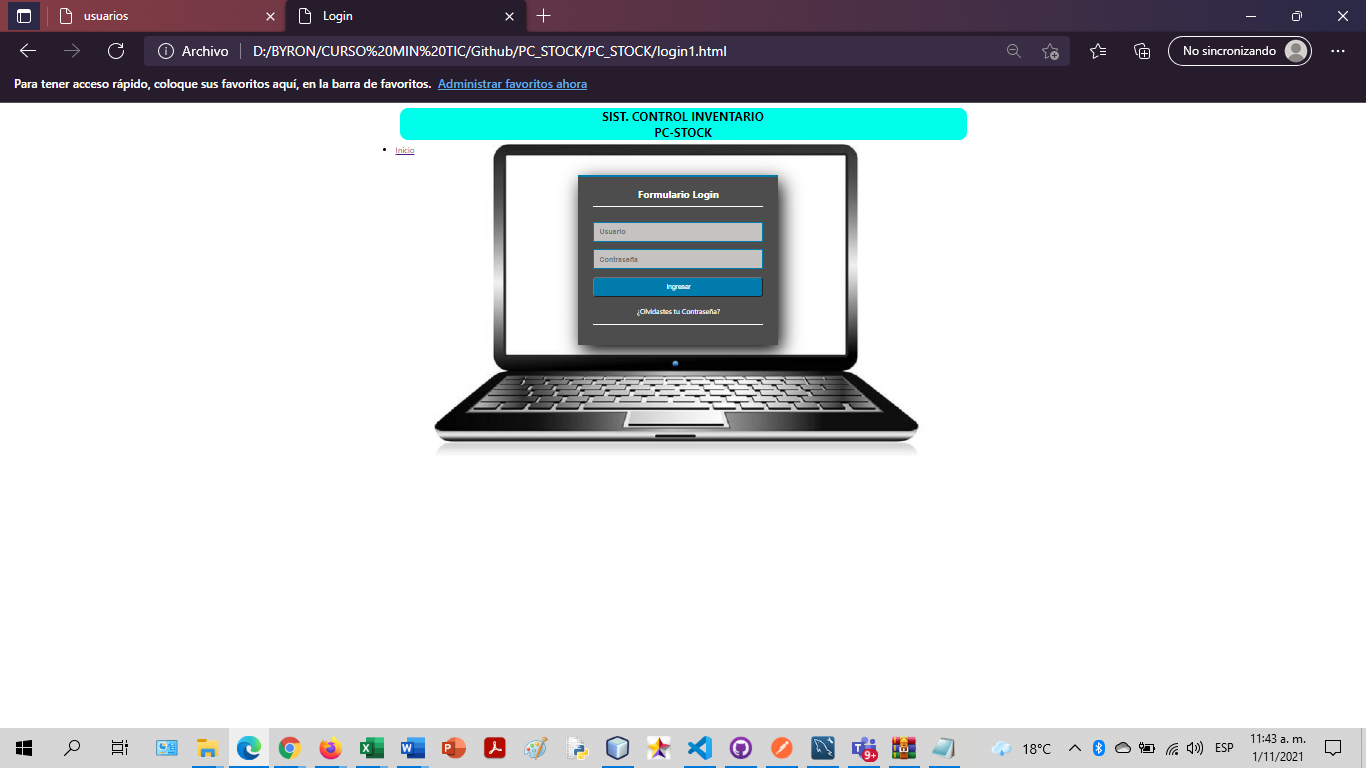 usuarios
Login
Archivo
D:/BYRON/CURSO%20MIN%20TIC/Github/PC_STOCK/PC_STOCK/login1.html
No sincronizando
Para tener acceso rápido, coloque sus favoritos aquí, en la barra de favoritos. Administrar favoritos ahora
SIST. CONTROL INVENTARIO
PC-STOCK
Inicio
Formulario Login
Usuario
Contraseña
Ingresar
¿Olvidastes tu Contraseña?
9+
18°C
ESP
11:43 a. m.
1/11/2021